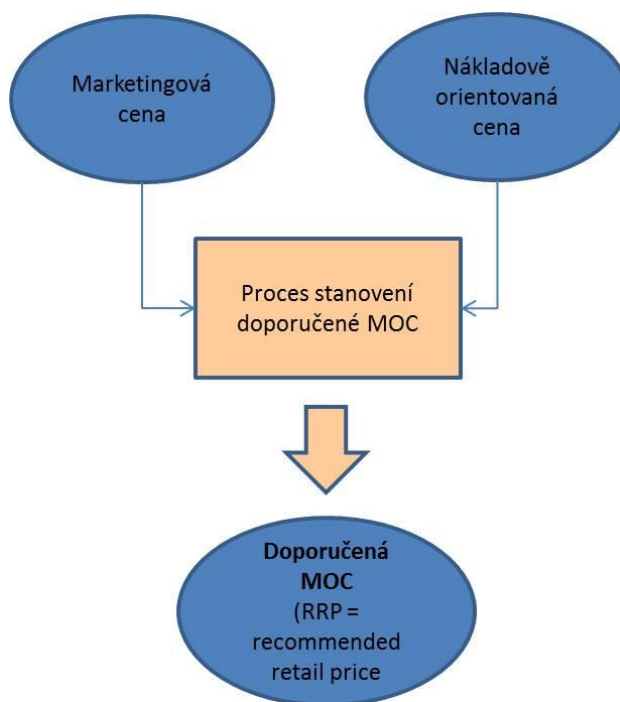 Marketingová
cena
Nákladově
orientovaná
cena
Proces stanovení
doporučené MOC
Doporučená
MOC
(RRP =
recommended
retail price